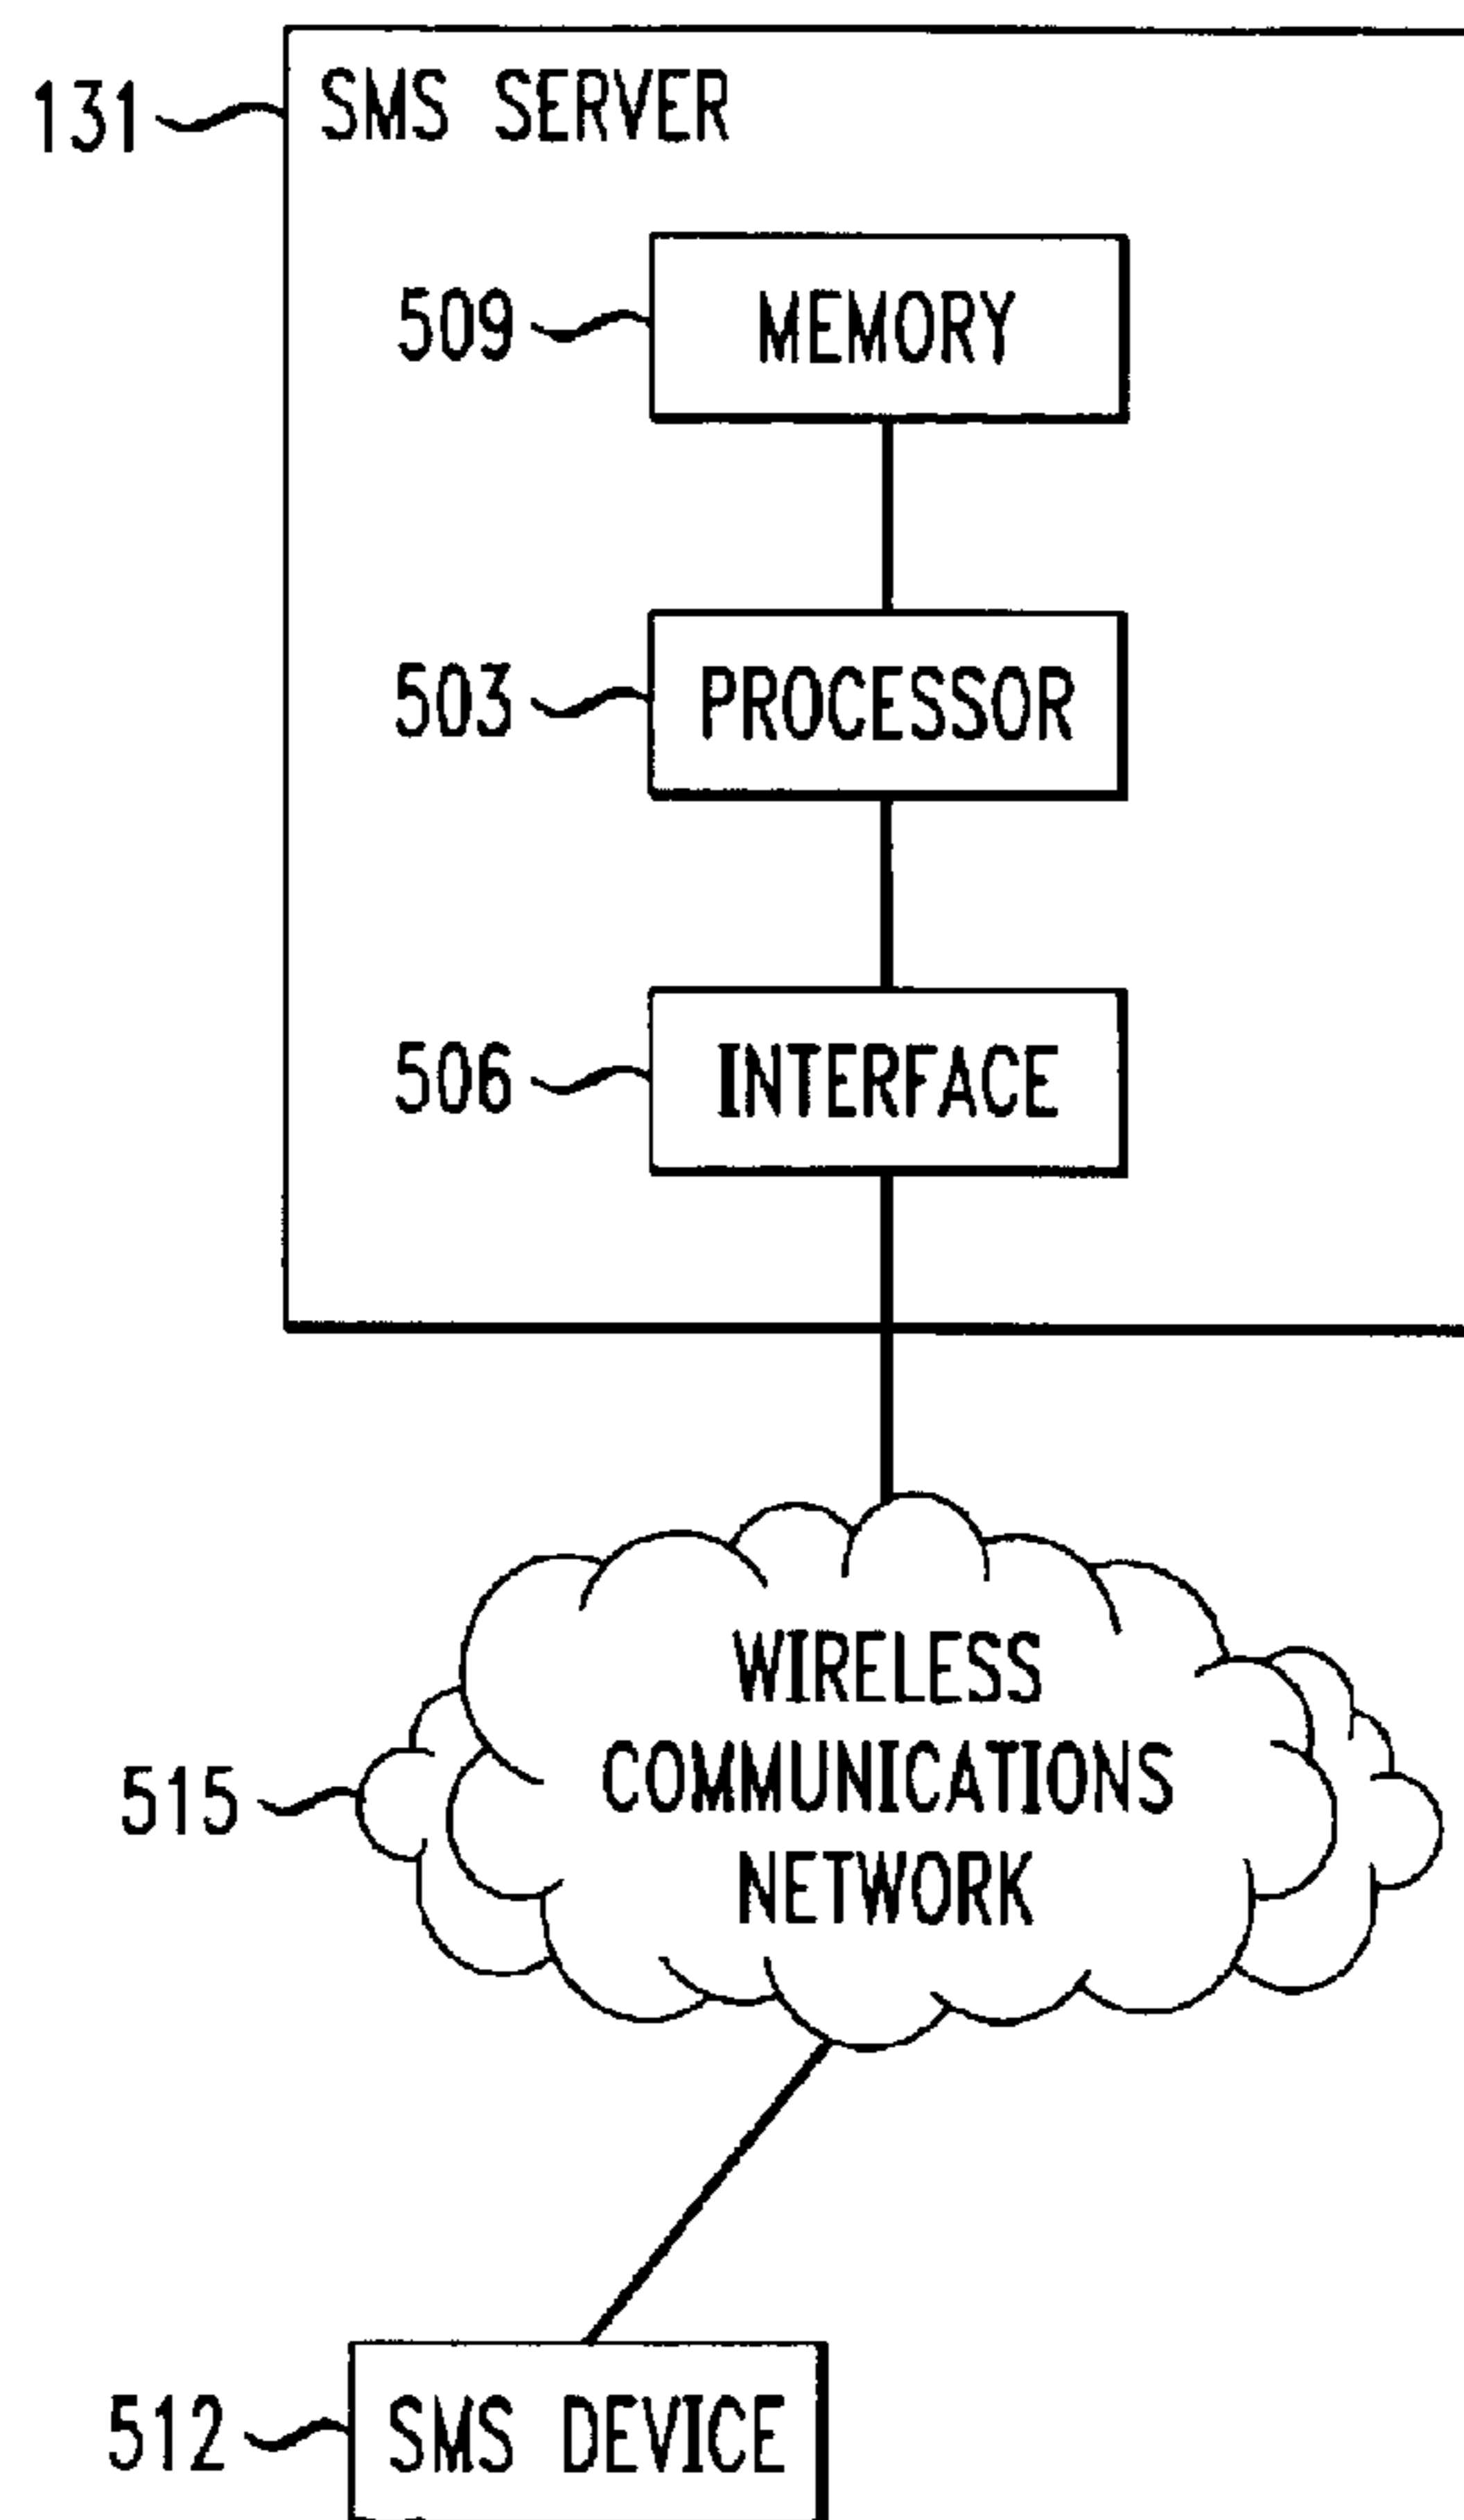 131
SMS SERVER
509
MEMORY
503
PROCESSOR
506
INTERFACE
515
WIRELESS
COMMUNICATIONS
NETWORK
512
SMS DEVICE